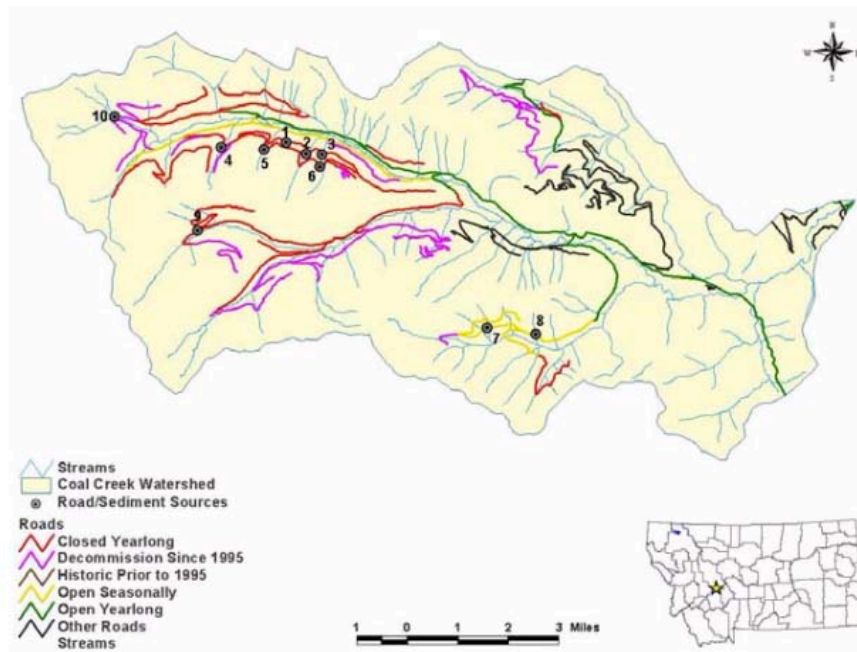 N
W
S
10
1
2
3
4
5
6
9
7
8
Streams
Coal Creek Watershed
Road/Sediment Sources
Roads
Closed Yearlong
Decommission Since 1995
Historic Prior to 1995
Open Seasonally
Open Yearlong
Other Roads
Streams
1 0 1 2 3 Miles